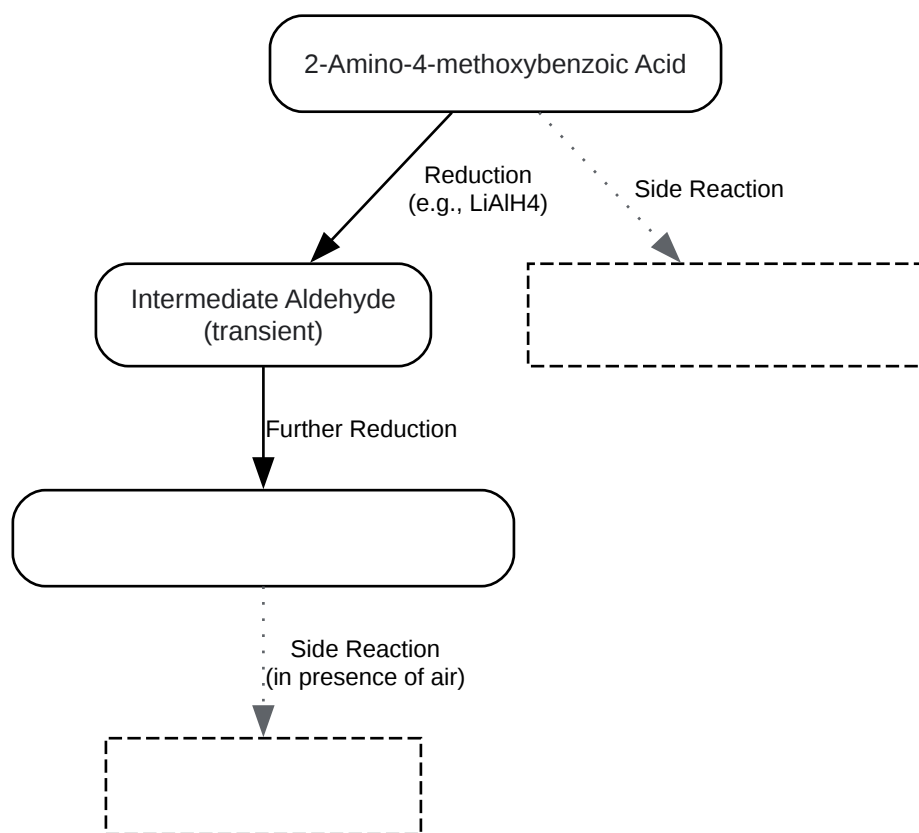 2-Amino-4-methoxybenzoic Acid
Reduction
(e.g., LiAlH4)
Side Reaction
Intermediate Aldehyde
(transient)
Further Reduction
Side Reaction
(in presence of air)